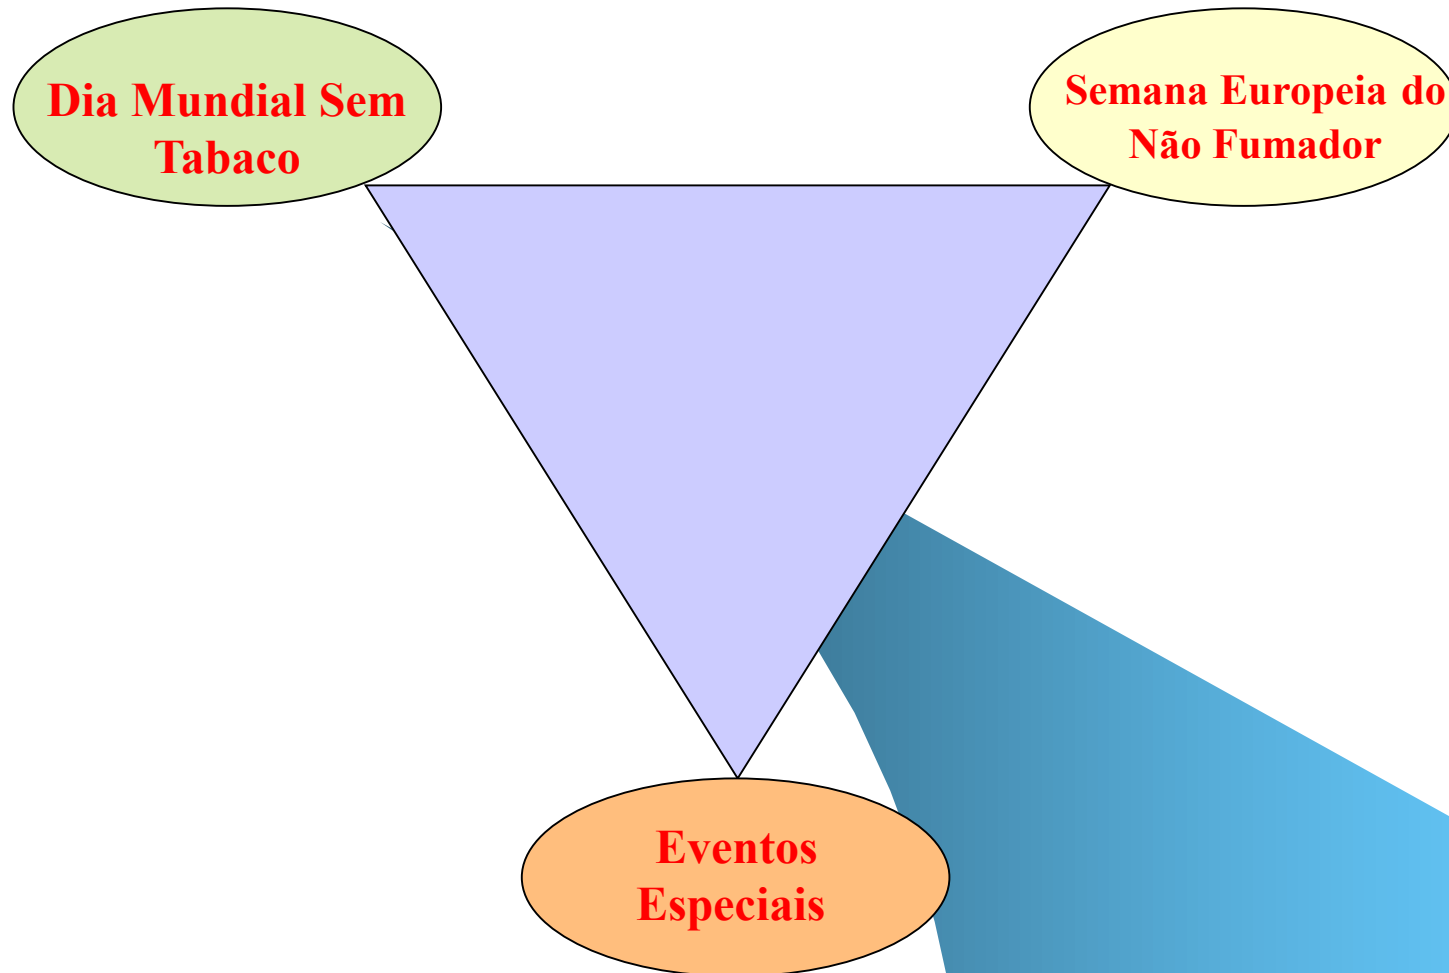 Dia Mundial Sem
Tabaco
Semana Europeia do
Não Fumador
Eventos
Especiais